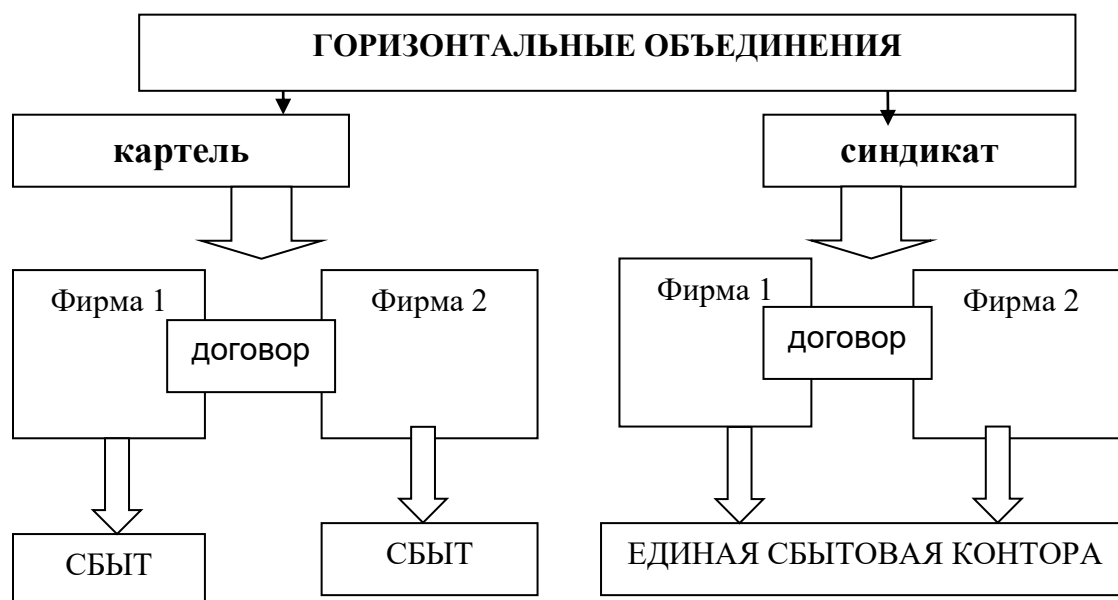 ГОРИЗОНТАЛЬНЫЕ ОБЪЕДИНЕНИЯ
картель
синдикат
Фирма 1
договор
Фирма 2
Фирма 1
договор
Фирма 2
СБЫТ
СБЫТ
ЕДИНАЯ СБЫТОВАЯ КОНТОРА